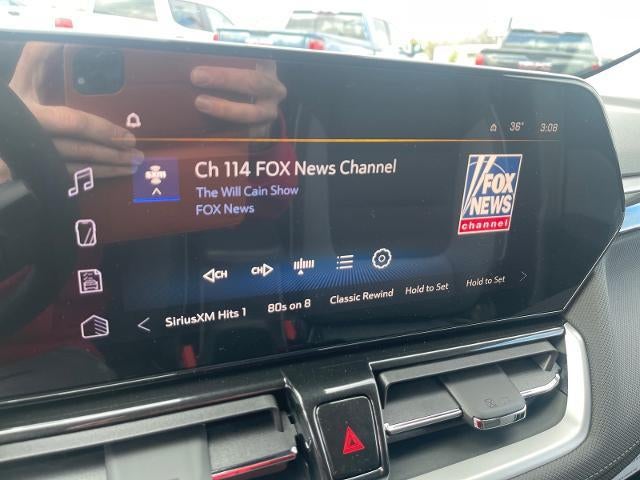 36°
3:08
sxm
Ch 114 FOX News Channel
The Will Cain Show
FOX News
FOX
NEWS
channel
CH
CH
SiriusXM Hits 1
80s on 8
Classic Rewind
Hold to Set
Hold to Set